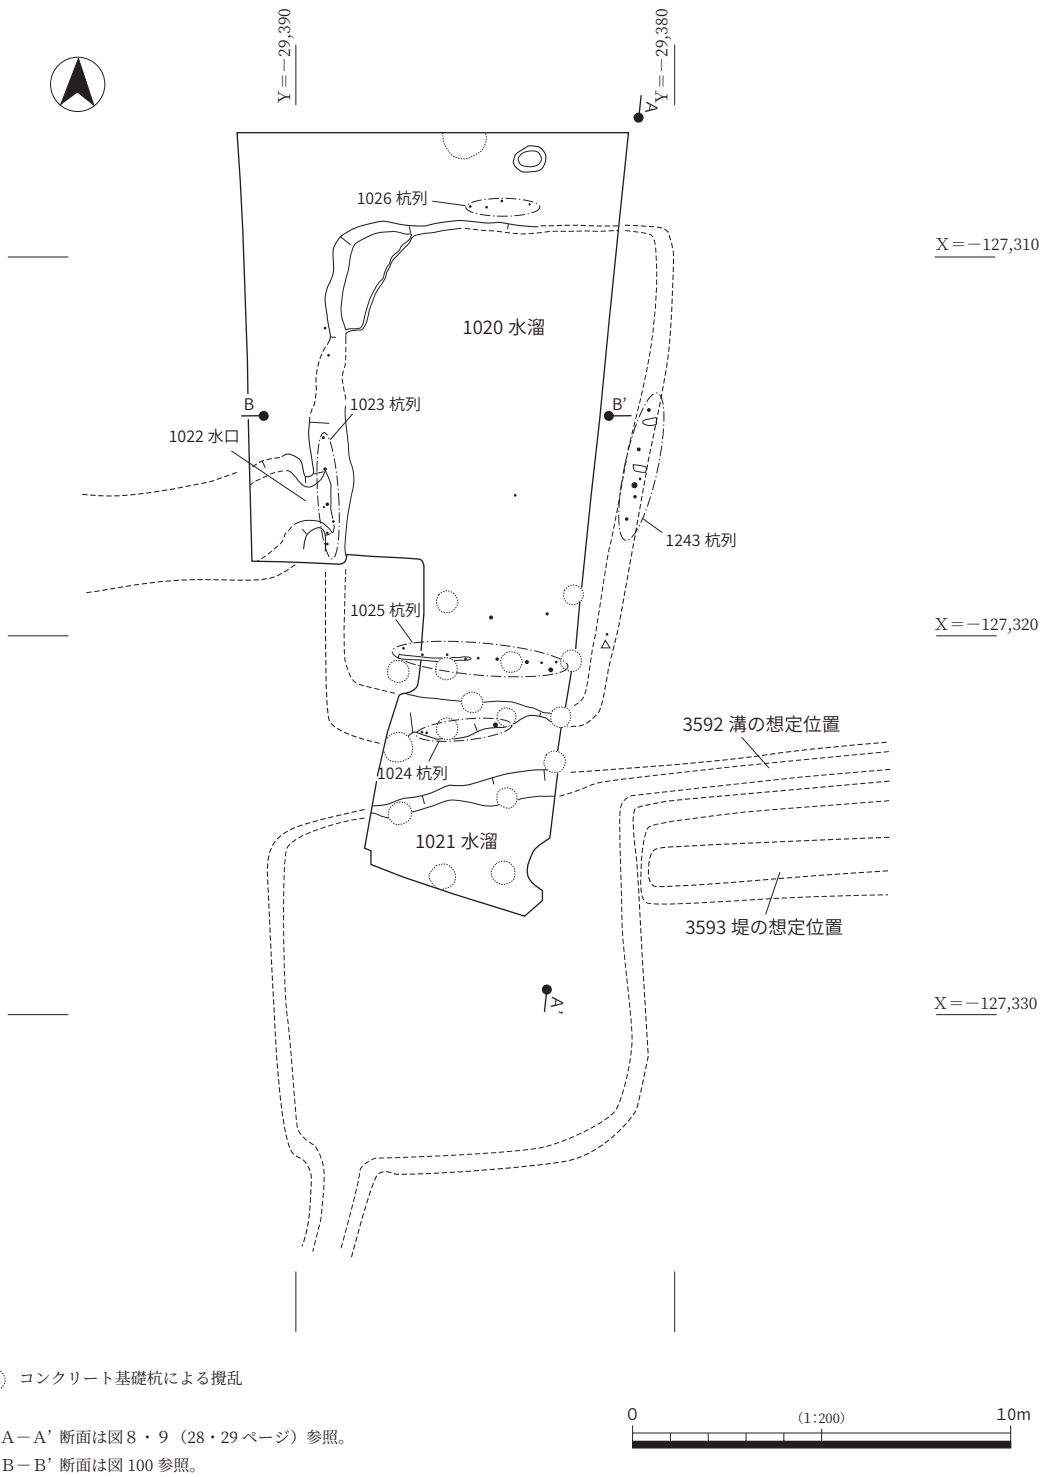 Y=−29,390
Y=−29,380
A
1026 杭列
X=−127,310
1020 水溜
B
1023 杭列
B’
1022 水口
1243 杭列
1025 杭列
X=−127,320
3592 溝の想定位置
1024 杭列
1021 水溜
3593 堤の想定位置
A’
X=−127,330
コンクリート基礎杭による攪乱
0
(1:200)
10m
A−A’ 断面は図8・9（28・29 ページ）参照。
B−B’ 断面は図 100 参照。